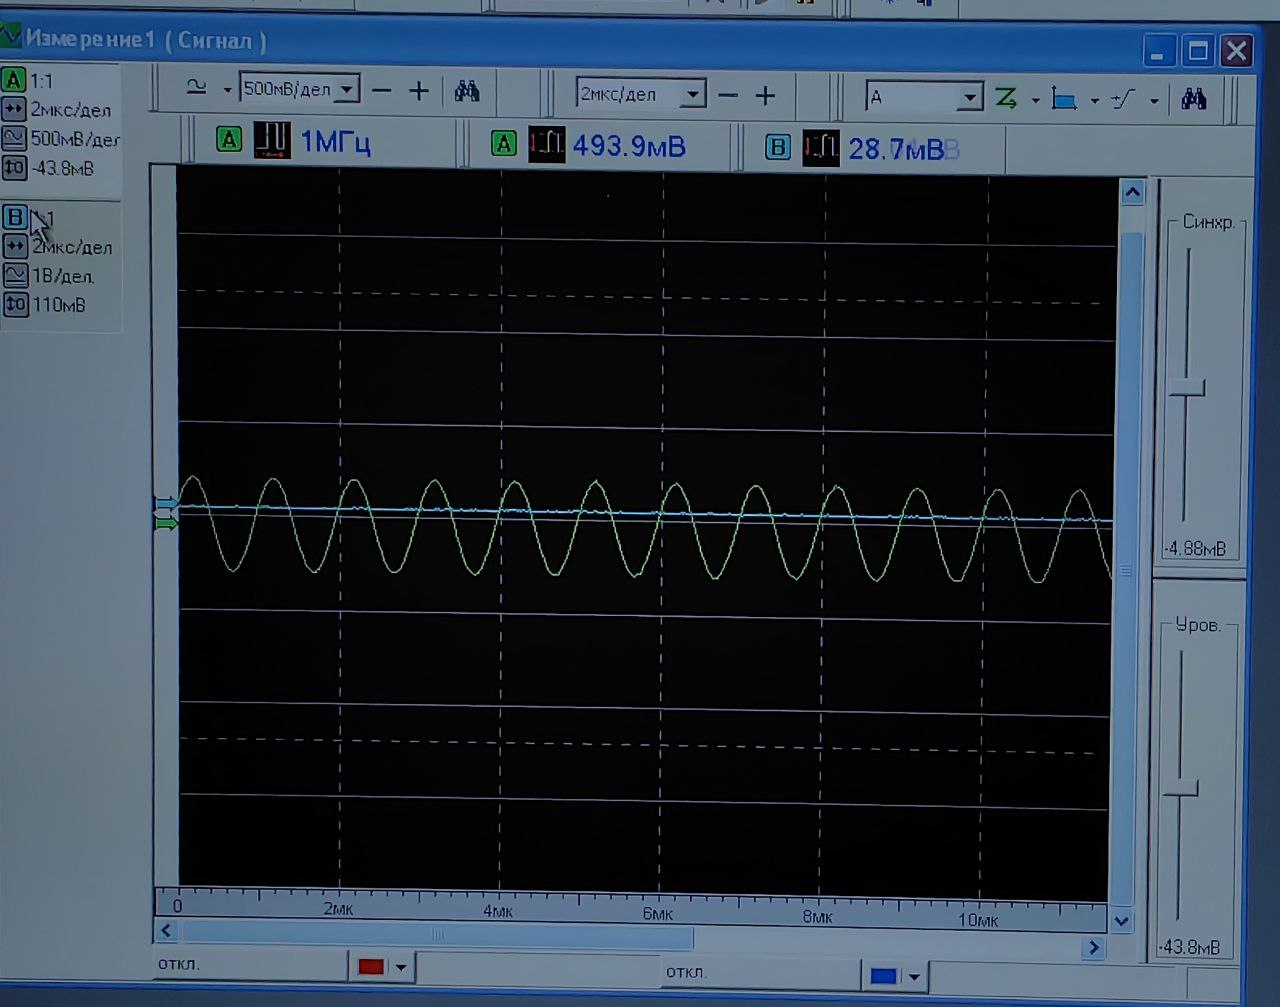 Измерение1 ( Сигнал )
A 1:1
2мкс/дел
500мВ/дел
-43.8мВ
B
2мкс/дел
1В/дел.
110мВ
500мВ/дел
2мкс/дел
A
A 1МГц
A 493.9мВ
B 28.7мВ
Синхр.
-4.88мВ
Уров.
-43.8мВ
0 2мк 4мк 6мк 8мк 10мк
откл.
откл.